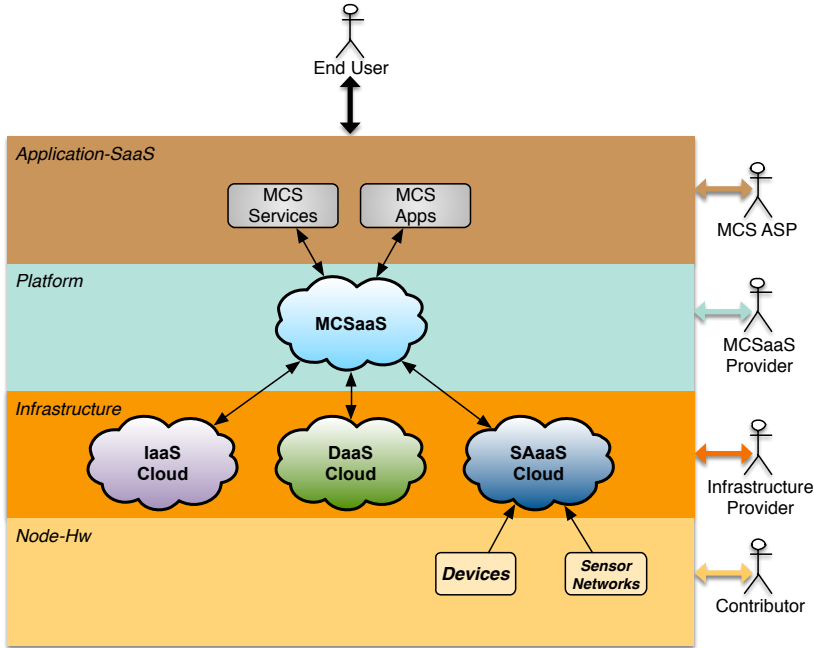 End User
Application-SaaS
MCS
Services
MCS
Apps
MCS ASP
Platform
MCSaaS
MCSaaS
Provider
Infrastructure
IaaS
Cloud
DaaS
Cloud
SAaaS
Cloud
Infrastructure
Provider
Node-Hw
Devices
Sensor
Networks
Contributor